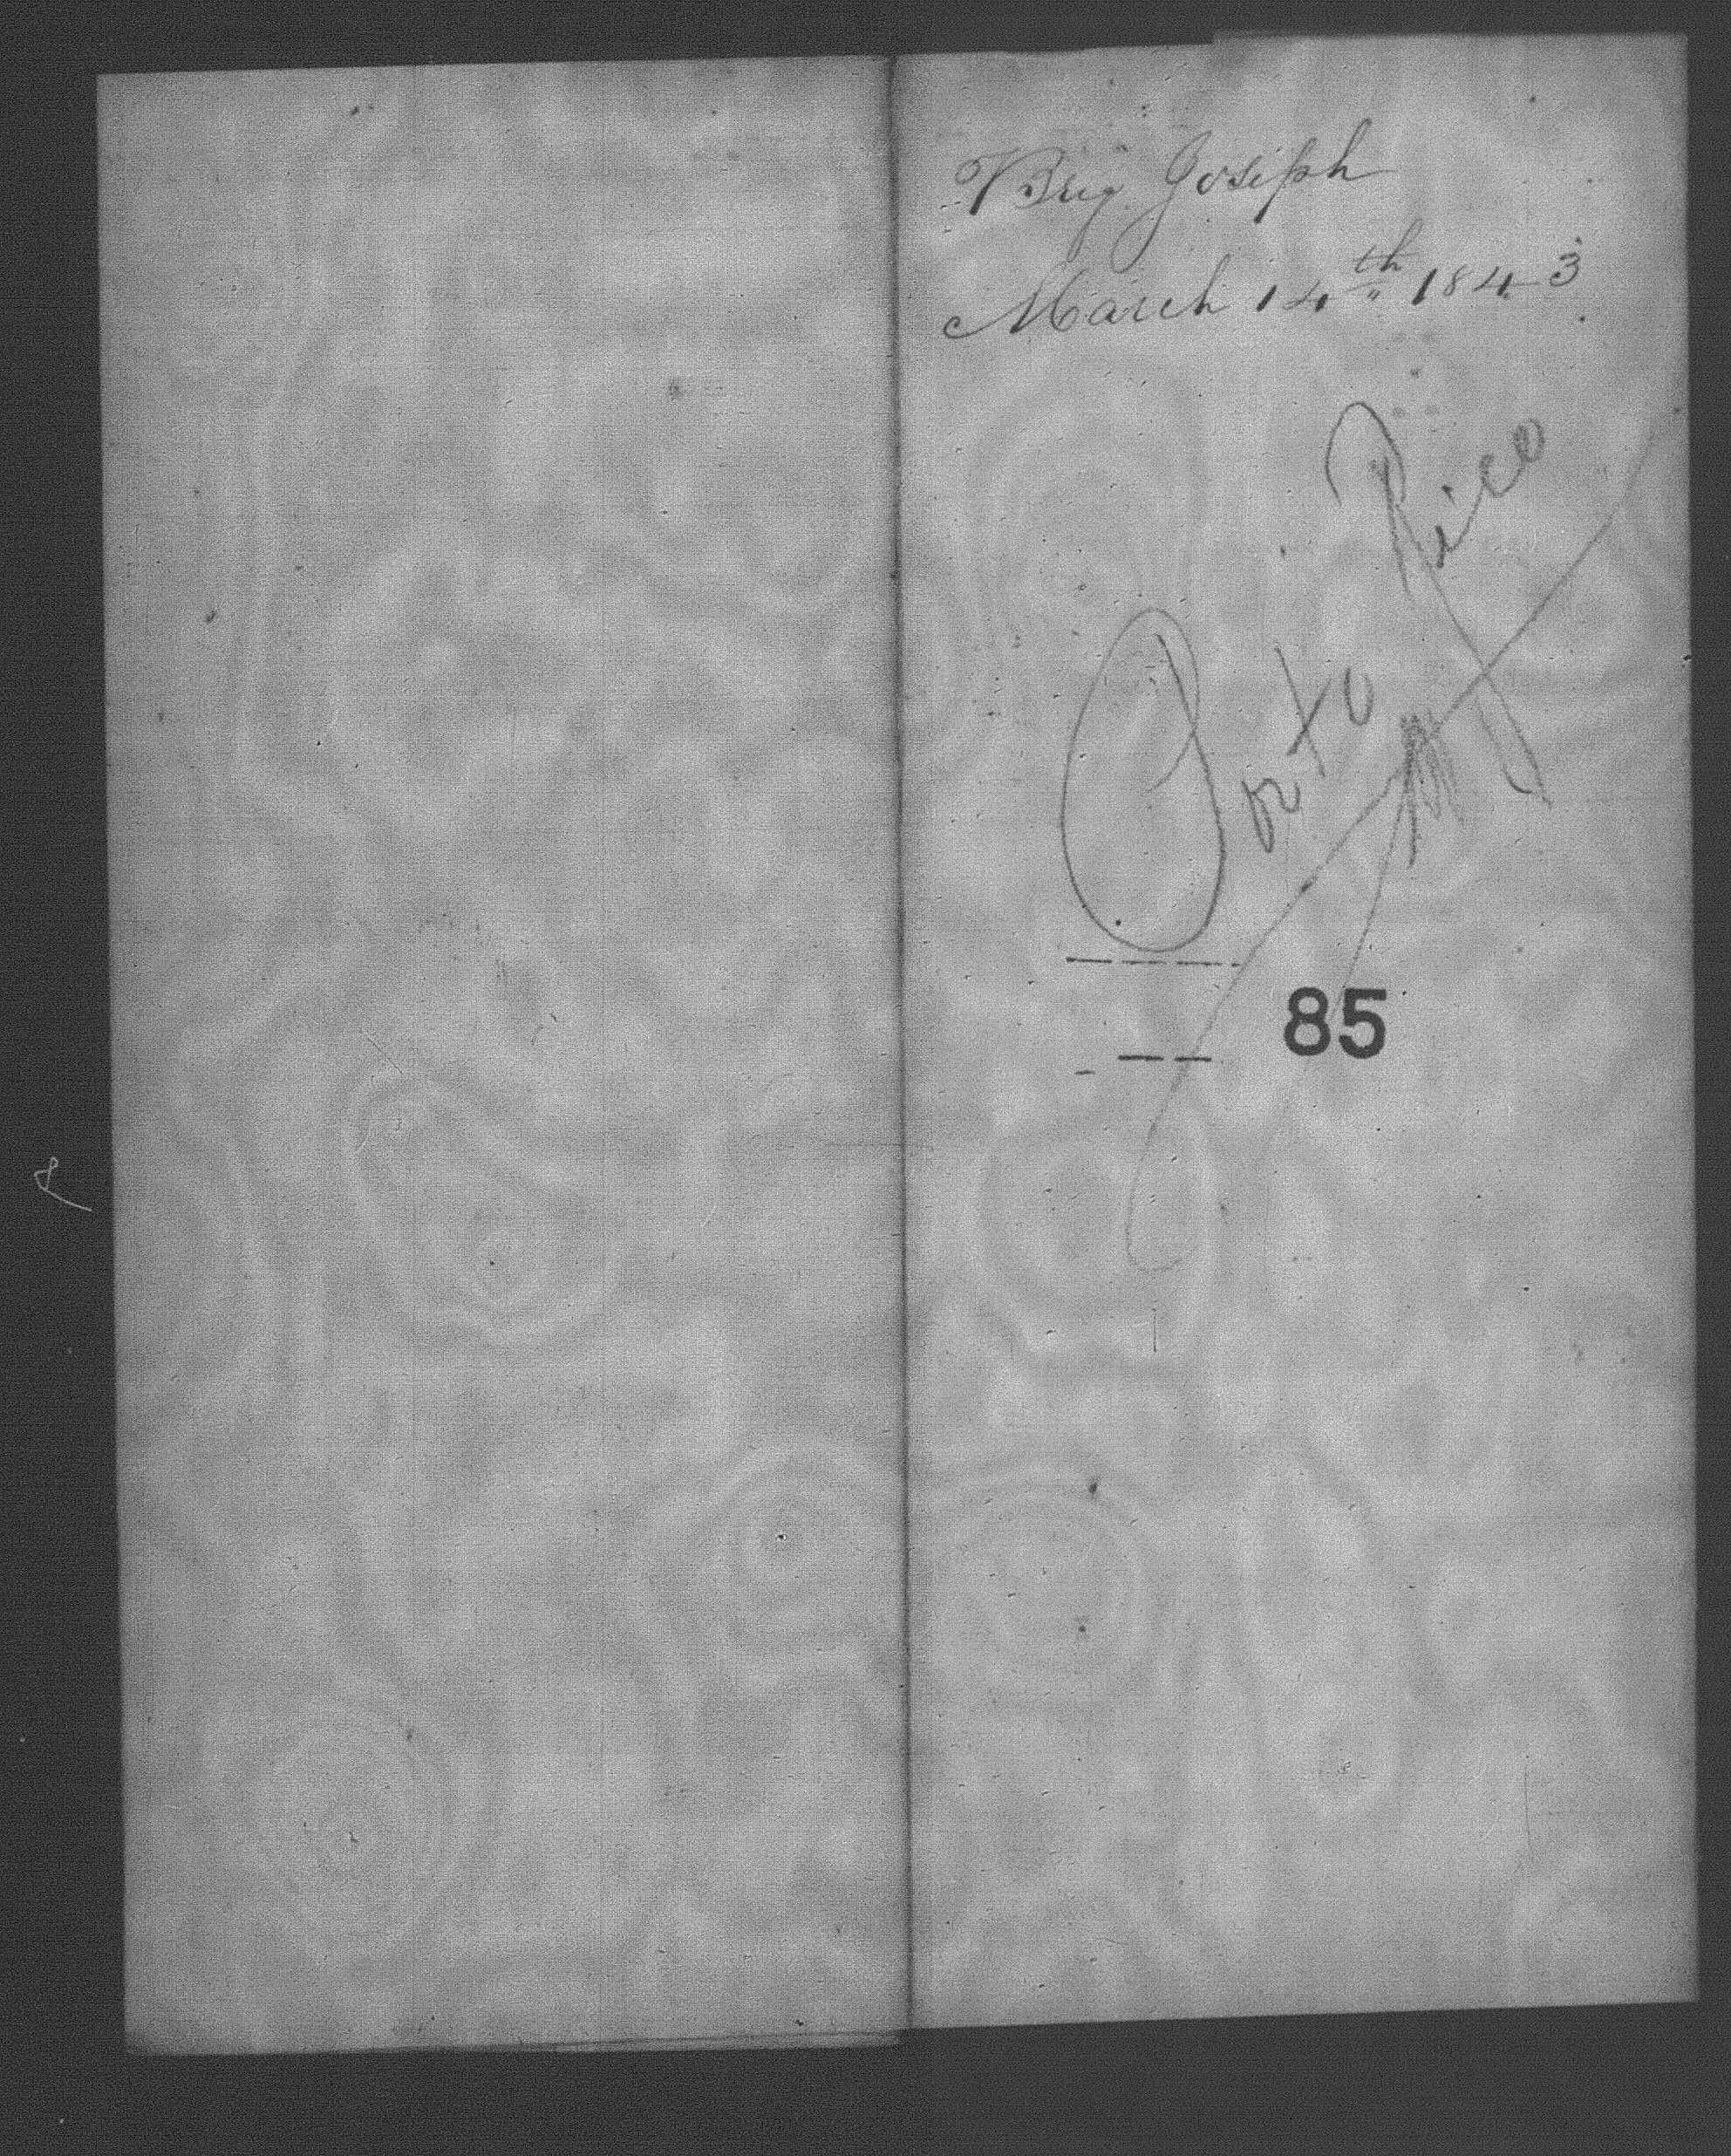 Brig Joseph
March 14th 1843
Porto Rico
85